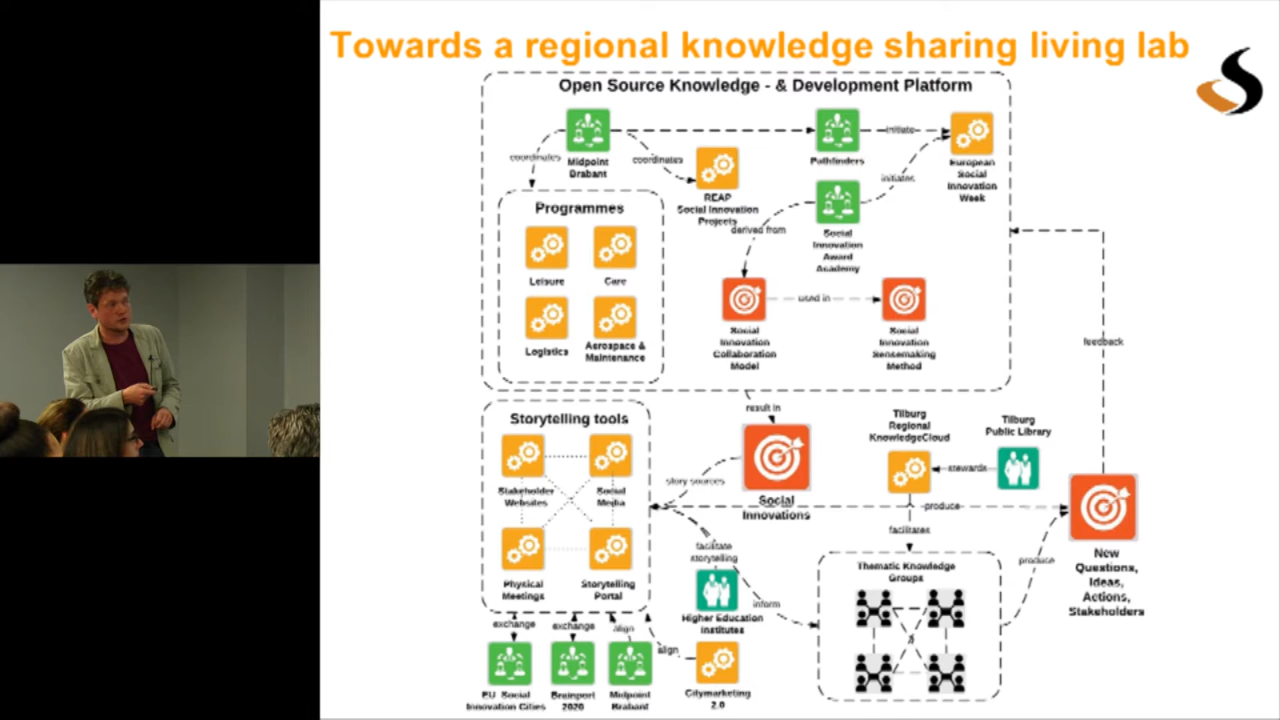 Towards a regional knowledge sharing living lab
Open Source Knowledge - & Development Platform
Midpoint
Brabant
coordinates
coordinates
Pathfinders
initiate
European
Social
Innovation
Week
REAP
Social Innovation
Projects
initiates
Social
Innovation
Award
Academy
derived from
Programmes
Leisure
Care
Logistics
Aerospace &
Maintenance
Social
Innovation
Collaboration
Model
used in
Social
Innovation
Sensemaking
Method
feedback
result in
Storytelling tools
Stakeholder
Websites
Social
Media
Physical
Meetings
Storytelling
Portal
story sources
Social
Innovations
Tilburg
Regional
KnowledgeCloud
Tilburg
Public Library
stewards
produce
facilitates
New
Questions,
Ideas,
Actions,
Stakeholders
produce
facilitate
storytelling
Higher Education
Institutes
inform
Thematic Knowledge
Groups
exchange
exchange
align
align
EU Social
Innovation Cities
Brainport
2020
Midpoint
Brabant
Citymarketing
2.0